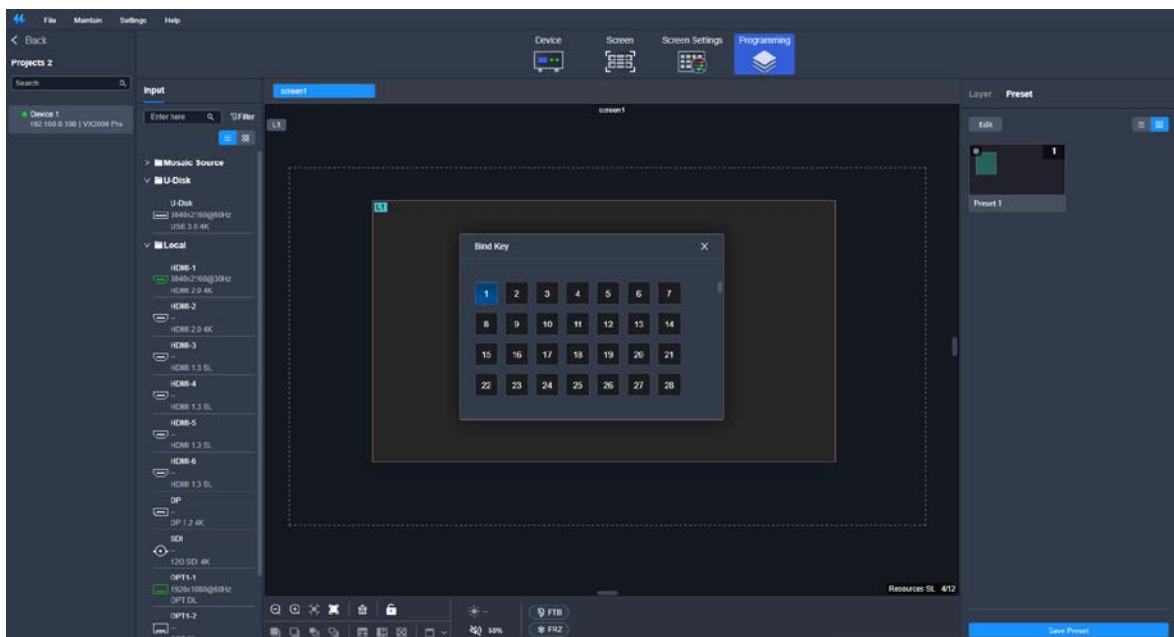 File Maintain Settings Help
< Back
Projects 2
Search
Device 1
192.168.0.108 | VX2000 Pro
Device Screen Screen Settings Programming
Input
Enter here Filter
> Mosaic Source
U-Disk
U-Disk
3840x2160@60Hz
USB 3.0 4K
Local
HDMI-1
3840x2160@30Hz
HDMI 2.0 4K
HDMI-2
--
HDMI 2.0 4K
HDMI-3
--
HDMI 1.3 SL
HDMI-4
--
HDMI 1.3 SL
HDMI-5
--
HDMI 1.3 SL
HDMI-6
--
HDMI 1.3 SL
DP
--
DP 1.2 4K
SDI
--
12G SDI 4K
OPT1-1
1920x1080@60Hz
OPT DL
OPT1-2
--
screen1
screen1
L1
L1
Bind Key X
1 2 3 4 5 6 7
8 9 10 11 12 13 14
15 16 17 18 19 20 21
22 23 24 25 26 27 28
Resources SL 4/12
-- FTB
50% FRZ
Layer Preset
Edit
1
Preset 1
Save Preset